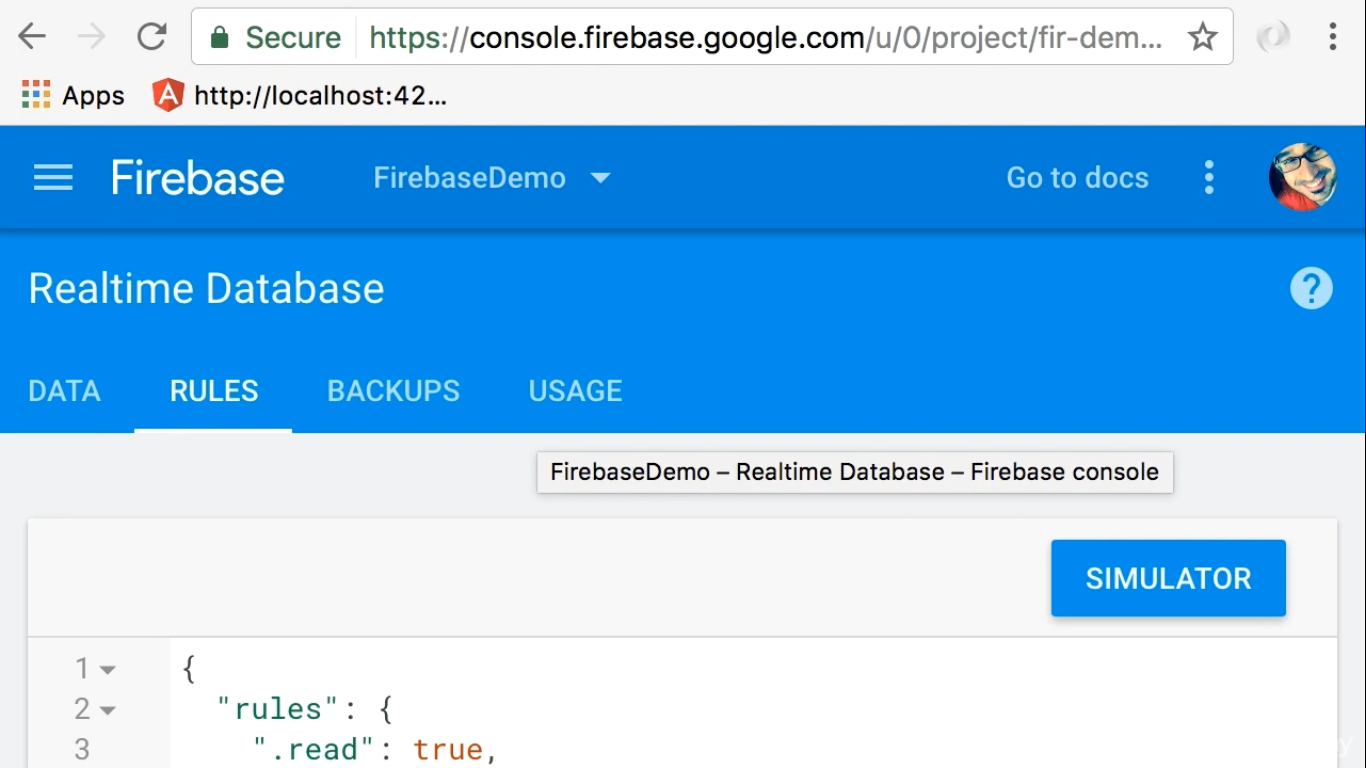 Secure https://console.firebase.google.com/u/0/project/fir-dem...
Apps http://localhost:42...
Firebase FirebaseDemo Go to docs
Realtime Database ?
DATA RULES BACKUPS USAGE
FirebaseDemo – Realtime Database – Firebase console
SIMULATOR
1 {
2 "rules": {
3 ".read": true,